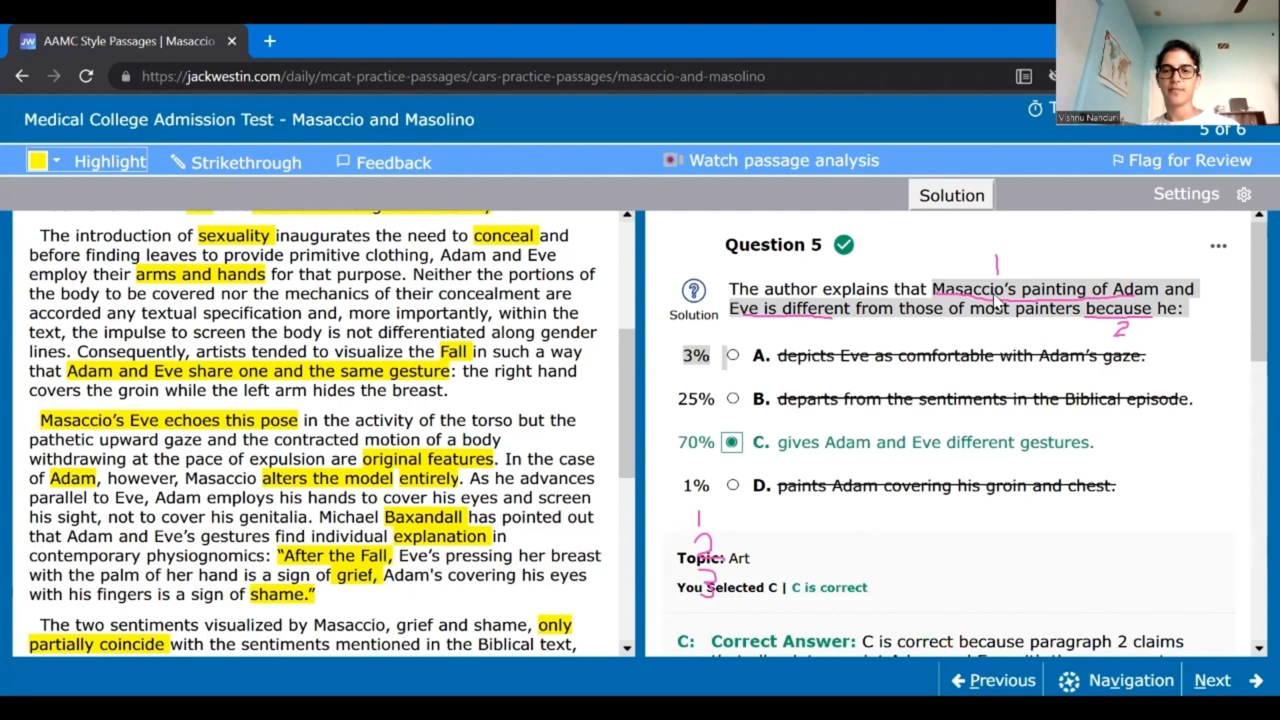 JW AAMC Style Passages | Masaccio
https://jackwestin.com/daily/mcat-practice-passages/cars-practice-passages/masaccio-and-masolino
Vishnu Nanduri
Medical College Admission Test - Masaccio and Masolino
5 of 6
Highlight
Strikethrough
Feedback
Watch passage analysis
Flag for Review
Solution
Settings
The introduction of sexuality inaugurates the need to conceal and
before finding leaves to provide primitive clothing, Adam and Eve
employ their arms and hands for that purpose. Neither the portions of
the body to be covered nor the mechanics of their concealment are
accorded any textual specification and, more importantly, within the
text, the impulse to screen the body is not differentiated along gender
lines. Consequently, artists tended to visualize the Fall in such a way
that Adam and Eve share one and the same gesture: the right hand
covers the groin while the left arm hides the breast.
Masaccio's Eve echoes this pose in the activity of the torso but the
pathetic upward gaze and the contracted motion of a body
withdrawing at the pace of expulsion are original features. In the case
of Adam, however, Masaccio alters the model entirely. As he advances
parallel to Eve, Adam employs his hands to cover his eyes and screen
his sight, not to cover his genitalia. Michael Baxandall has pointed out
that Adam and Eve's gestures find individual explanation in
contemporary physiognomics: “After the Fall, Eve's pressing her breast
with the palm of her hand is a sign of grief, Adam's covering his eyes
with his fingers is a sign of shame.”
The two sentiments visualized by Masaccio, grief and shame, only
partially coincide with the sentiments mentioned in the Biblical text,
Question 5
1
Solution
The author explains that Masaccio's painting of Adam and
Eve is different from those of most painters because he:
2
3% A. depicts Eve as comfortable with Adam's gaze.
25% B. departs from the sentiments in the Biblical episode.
70% C. gives Adam and Eve different gestures.
1% D. paints Adam covering his groin and chest.
1
2
3
Topic: Art
You Selected C | C is correct
C: Correct Answer: C is correct because paragraph 2 claims
Previous
Navigation
Next